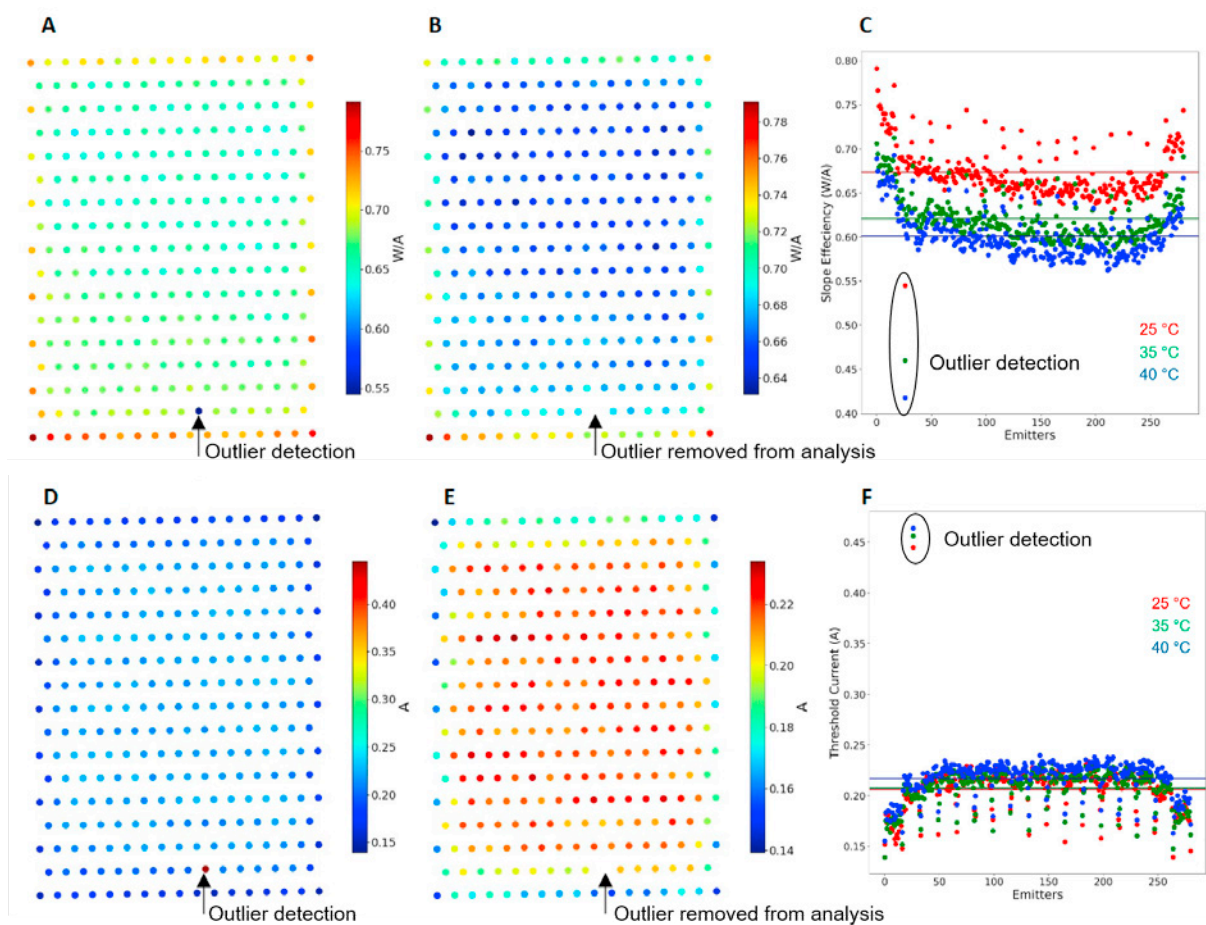 A
B
C
0.75
0.70
0.65
0.60
0.55
W/A
Outlier detection
0.78
0.76
0.74
0.72
0.70
0.68
0.66
0.64
W/A
Outlier removed from analysis
0.80
0.75
0.70
0.65
0.60
0.55
0.50
0.45
0.40
Slope Effeciency (W/A)
25 °C
35 °C
40 °C
Outlier detection
0 50 100 150 200 250
Emitters
D
E
F
0.40
0.35
0.30
0.25
0.20
0.15
A
Outlier detection
0.22
0.20
0.18
0.16
0.14
A
Outlier removed from analysis
0.45
0.40
0.35
0.30
0.25
0.20
0.15
Threshold Current (A)
Outlier detection
25 °C
35 °C
40 °C
0 50 100 150 200 250
Emitters